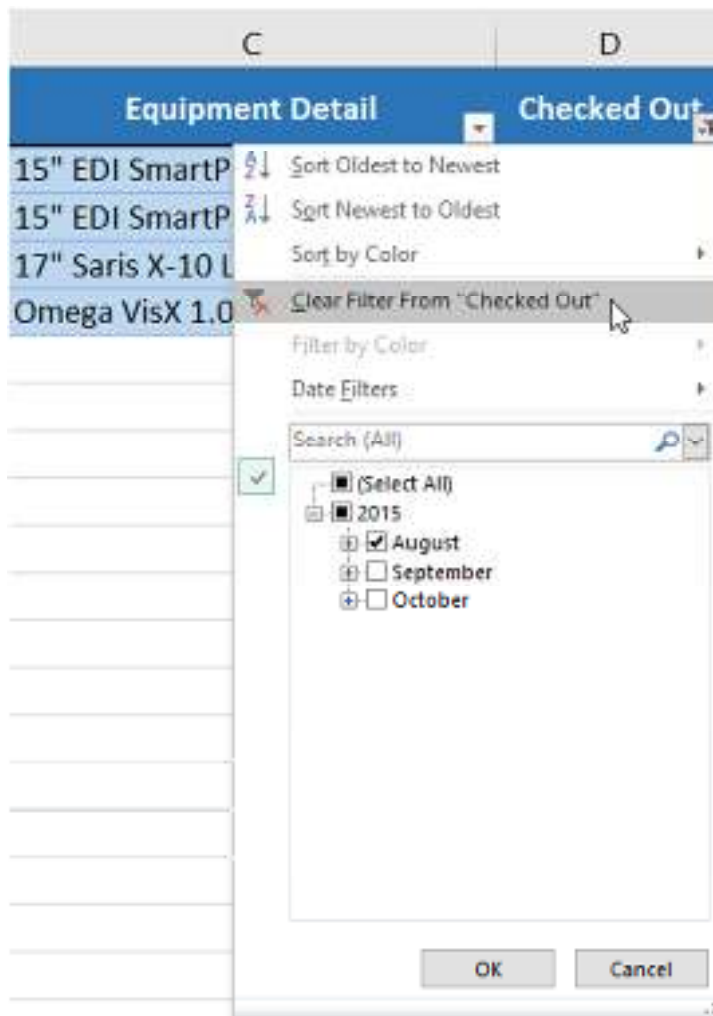 C D
Equipment Detail Checked Out
15" EDI SmartP
15" EDI SmartP
17" Saris X-10 L
Omega VisX 1.0
Sort Oldest to Newest
Sort Newest to Oldest
Sort by Color
Clear Filter From "Checked Out"
Filter by Color
Date Filters
Search (All)
(Select All)
2015
August
September
October
OK Cancel